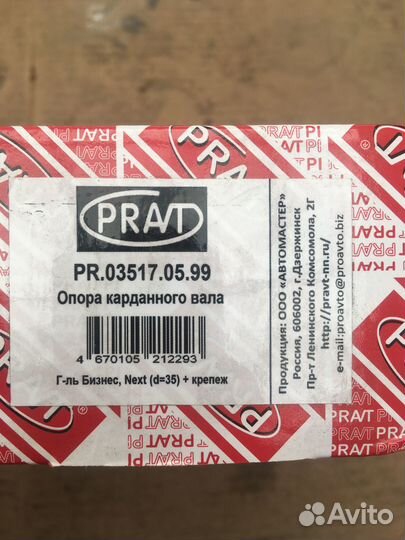 PRAVT
PR.03517.05.99
Опора карданного вала
4 670105 212293
Г-ль Бизнес, Next (d=35) + крепеж
Продукция: ООО «АВТОМАСТЕР»
Россия, 606002, г.Дзержинск
Пр-т Ленинского Комсомола, 2Г
http://pravt-nn.ru/
e-mail:proavto@proavto.biz
Avito